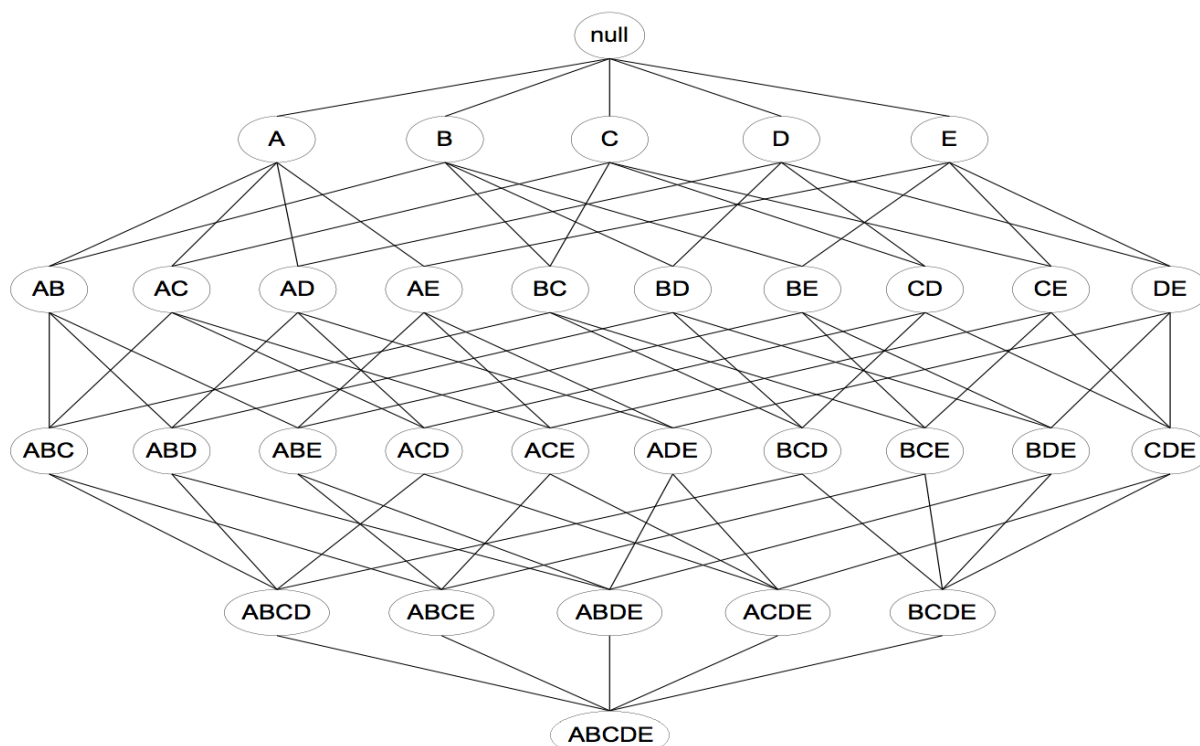 null
A B C D E
AB AC AD AE BC BD BE CD CE DE
ABC ABD ABE ACD ACE ADE BCD BCE BDE CDE
ABCD ABCE ABDE ACDE BCDE
ABCDE